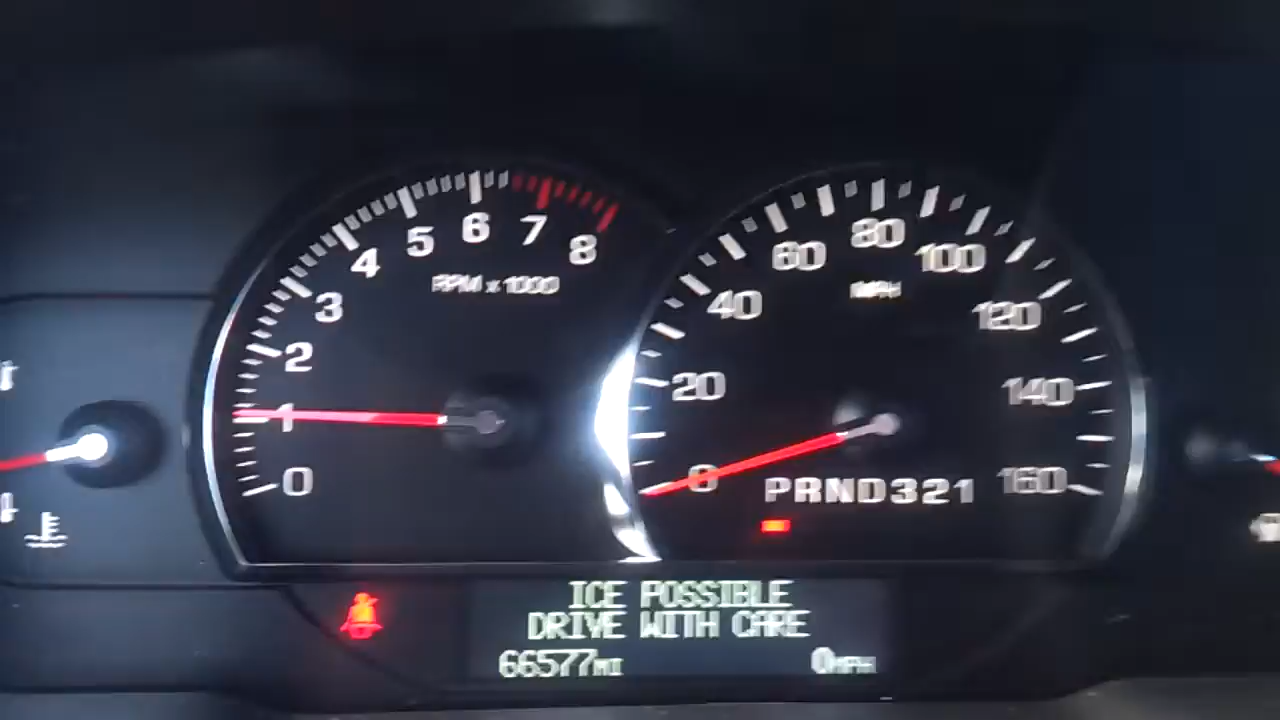 5 6 7 8
4
3
2
1
0
RPM x 1000
60 80 100
MPH
40 120
20 140
0 160
PRND321
ICE POSSIBLE
DRIVE WITH CARE
66577MI 0MPH